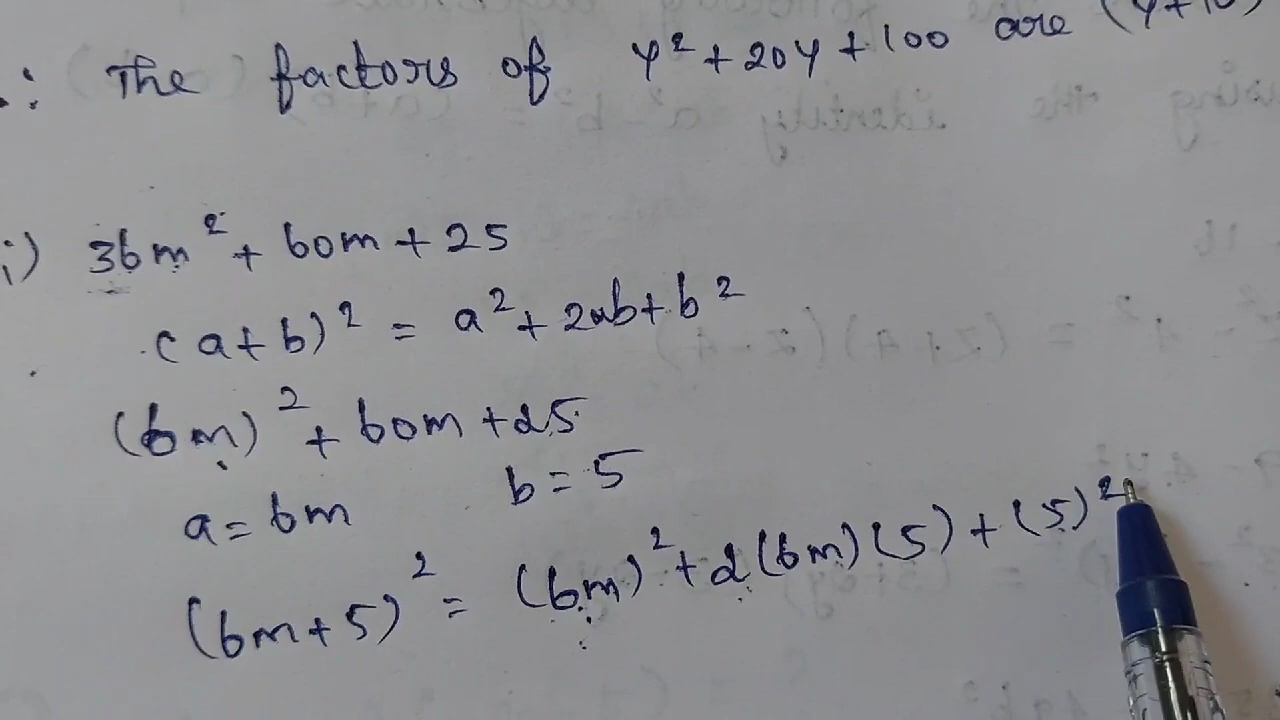 ∴ The factors of y² + 20y + 100 are (y+10)
i) 36m² + 60m + 25
(a+b)² = a² + 2ab + b²
(6m)² + 60m + 25
a = 6m b = 5
(6m+5)² = (6m)² + 2(6m)(5) + (5)²